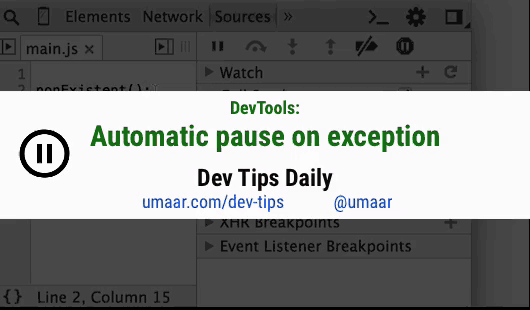 Elements Network Sources »
main.js ×
Watch
1
2
nonExistent();
DevTools:
Automatic pause on exception
Dev Tips Daily
umaar.com/dev-tips @umaar
XHR Breakpoints
Event Listener Breakpoints
{} Line 2, Column 15